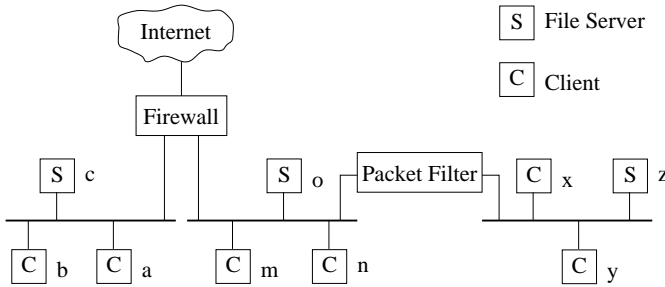 Internet
S File Server
C Client
Firewall
Packet Filter
S c
S o
C x
S z
C b
C a
C m
C n
C y